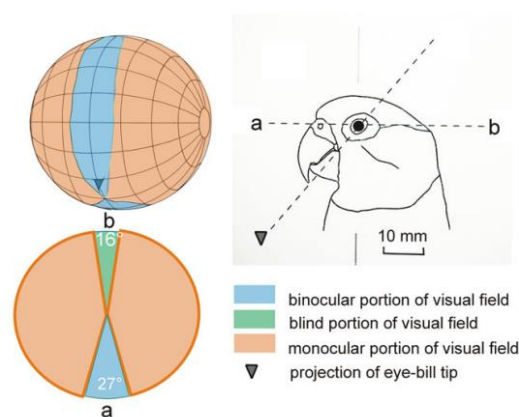 b
16°
27°
a
a
b
10 mm
binocular portion of visual field
blind portion of visual field
monocular portion of visual field
projection of eye-bill tip